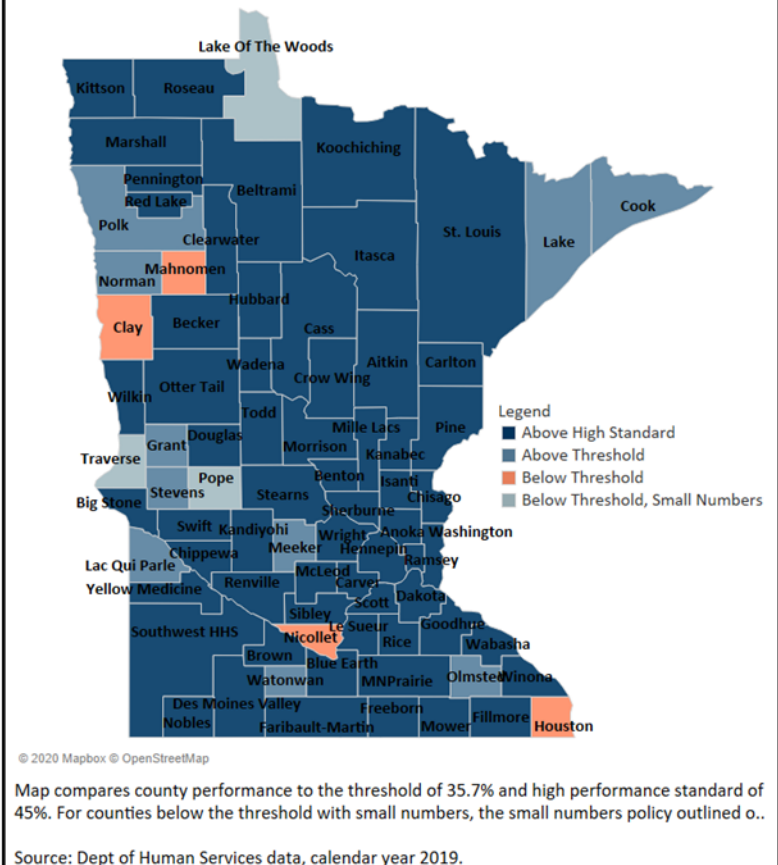 Lake Of The Woods
Kittson
Roseau
Marshall
Koochiching
Pennington
Beltrami
Red Lake
Cook
Polk
St. Louis
Clearwater
Lake
Itasca
Mahnomen
Norman
Hubbard
Clay
Becker
Cass
Wadena
Aitkin
Carlton
Crow Wing
Otter Tail
Wilkin
Todd
Legend
Mille Lacs
Pine
Above High Standard
Douglas
Grant
Morrison
Kanabec
Above Threshold
Traverse
Pope
Benton
Isanti
Below Threshold
Stevens
Stearns
Chisago
Below Threshold, Small Numbers
Big Stone
Sherburne
Swift
Kandiyohi
Wright
Anoka
Washington
Meeker
Hennepin
Chippewa
Ramsey
Lac Qui Parle
McLeod
Renville
Carver
Yellow Medicine
Dakota
Scott
Sibley
Le Sueur
Goodhue
Southwest HHS
Nicollet
Rice
Wabasha
Brown
Blue Earth
Watonwan
MNPrairie
Olmsted
Winona
Des Moines Valley
Freeborn
Nobles
Faribault-Martin
Mower
Fillmore
Houston
© 2020 Mapbox © OpenStreetMap
Map compares county performance to the threshold of 35.7% and high performance standard of
45%. For counties below the threshold with small numbers, the small numbers policy outlined o..
Source: Dept of Human Services data, calendar year 2019.